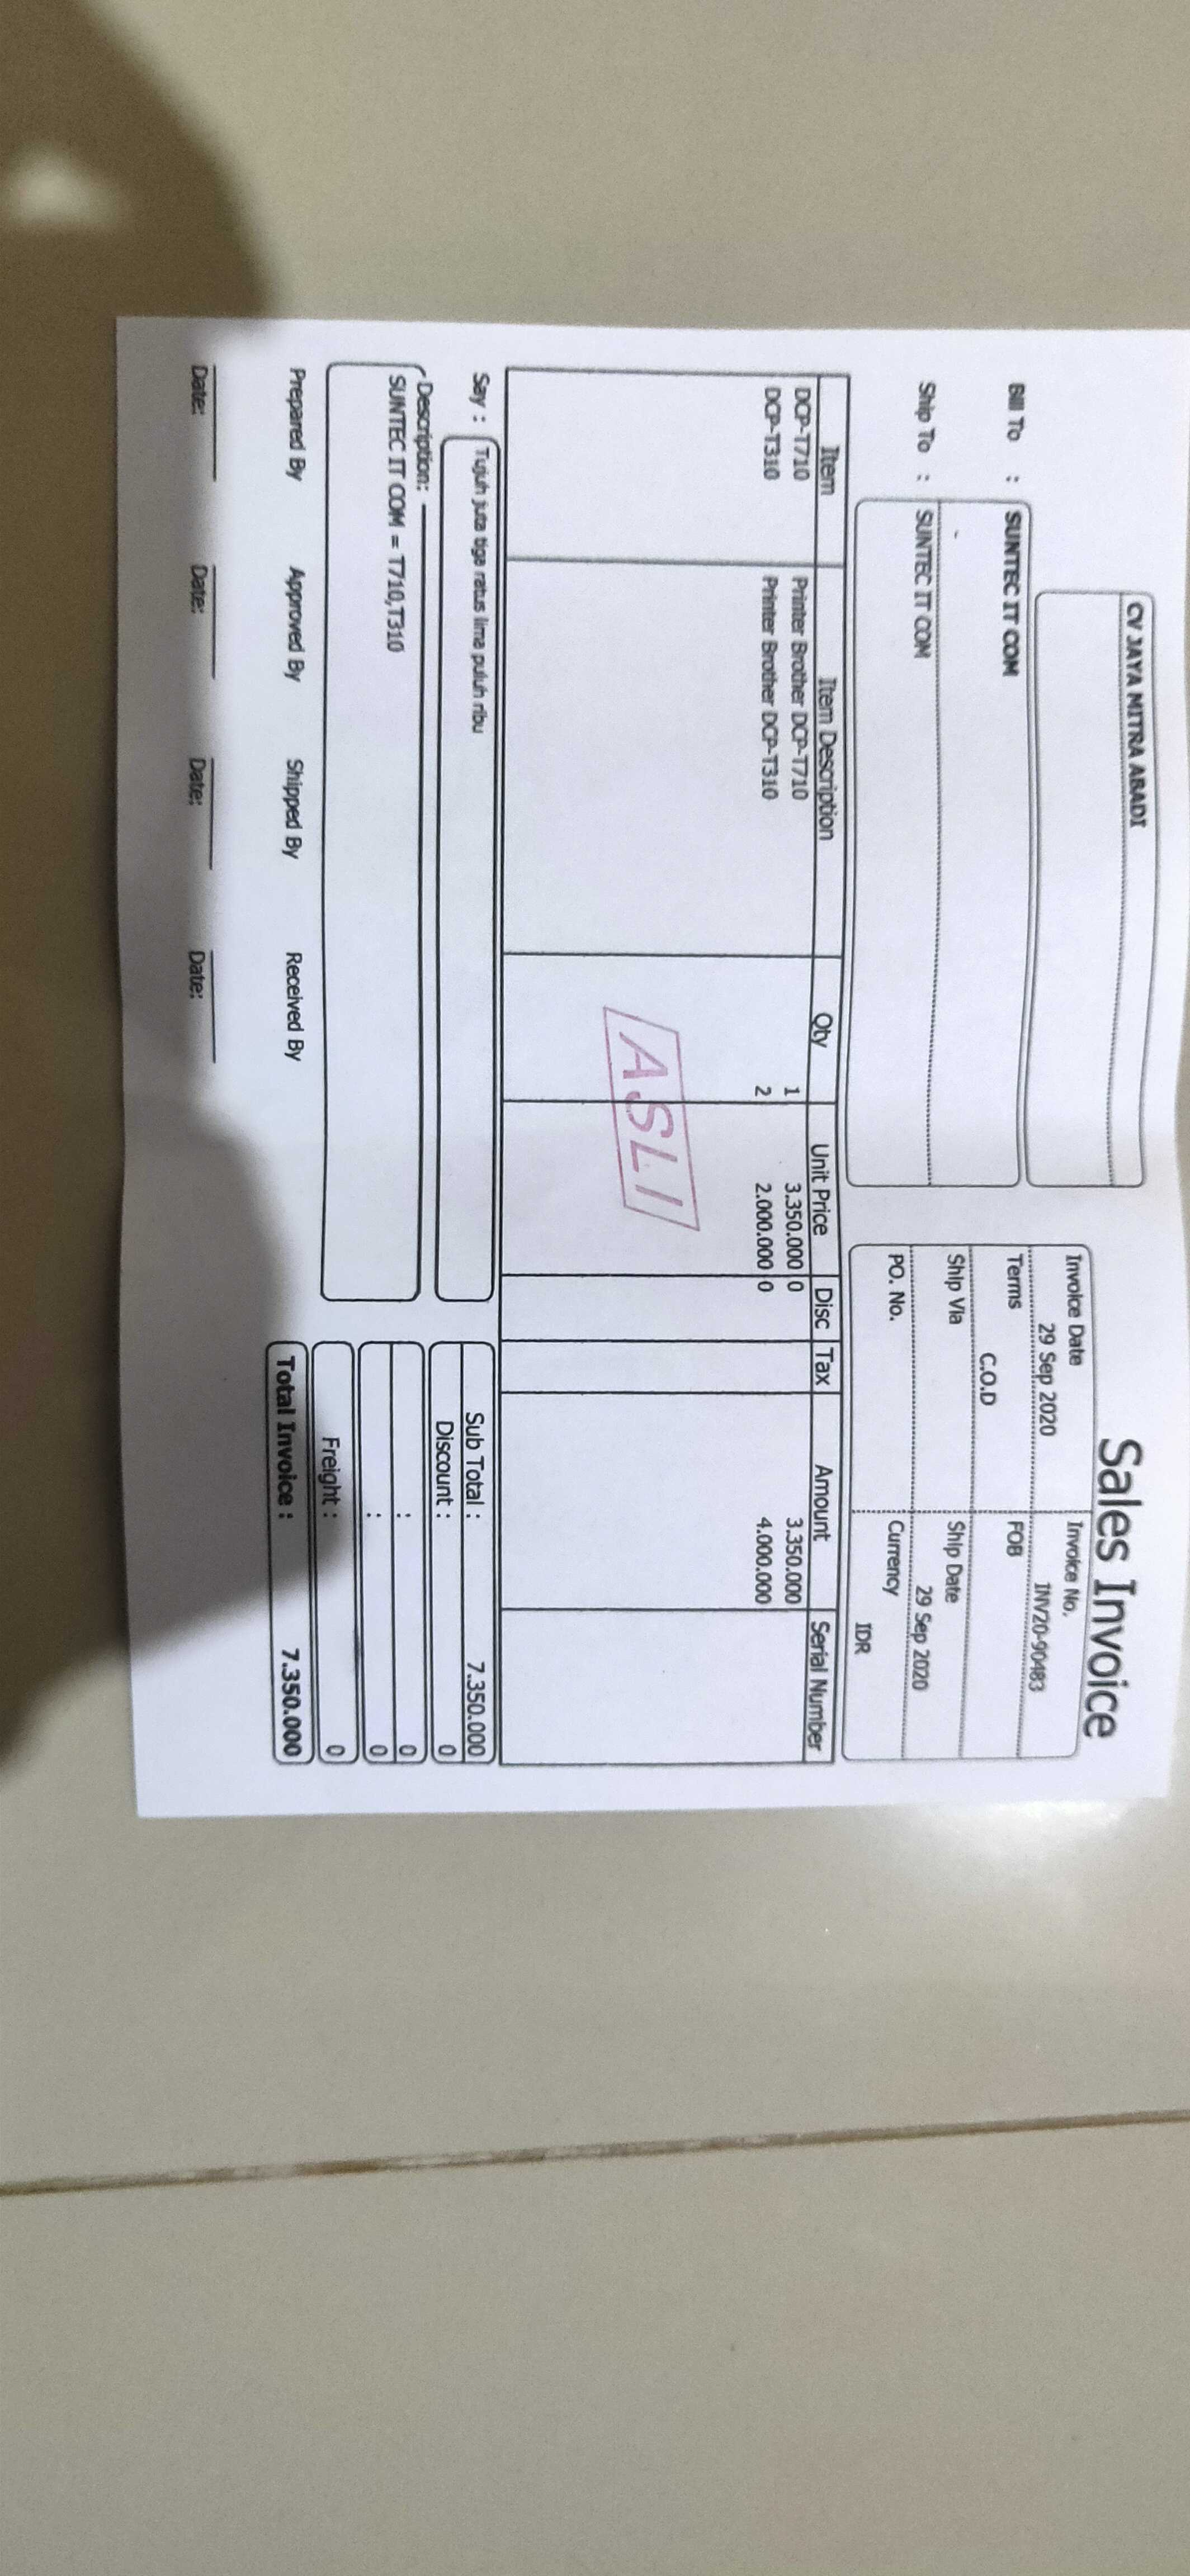 Sales Invoice
CV JAYA MITRA ABADI
Bill To : SUNTEC IT COM
Ship To : SUNTEC IT COM
Invoice Date Invoice No.
29 Sep 2020 INV20-90483
Terms FOB
C.O.D
Ship Via Ship Date
29 Sep 2020
PO. No. Currency
IDR
Item Item Description Qty Unit Price Disc Tax Amount Serial Number
DCP-T710 Printer Brother DCP-T710 1 3.350.000 0 3.350.000
DCP-T310 Printer Brother DCP-T310 2 2.000.000 0 4.000.000
ASLI
Say : Tujuh juta tiga ratus lima puluh ribu
Description:
SUNTEC IT COM = T710,T310
Sub Total : 7.350.000
Discount : 0
: 0
: 0
Freight : 0
Total Invoice : 7.350.000
Prepared By Approved By Shipped By Received By
Date: Date: Date: Date: